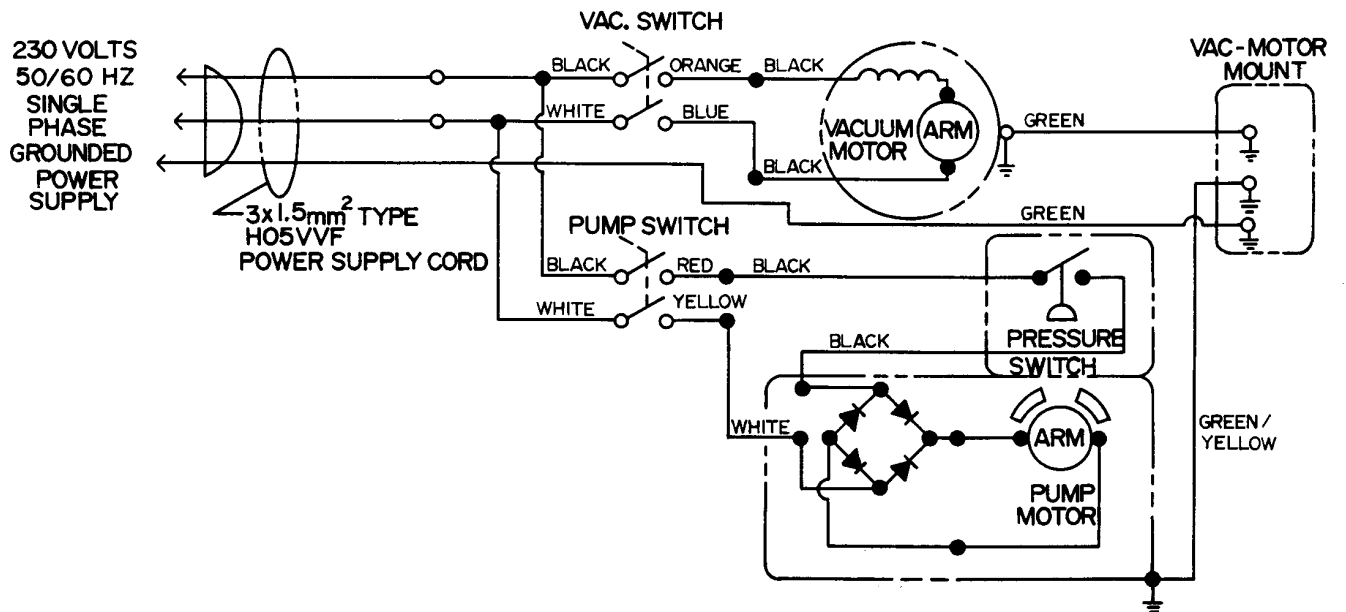 VAC. SWITCH
230 VOLTS
50/60 HZ
SINGLE
PHASE
GROUNDED
POWER
SUPPLY
BLACK
ORANGE
BLACK
VAC-MOTOR
MOUNT
WHITE
BLUE
VACUUM
MOTOR
ARM
GREEN
BLACK
3x1.5mm² TYPE
H05VVF
POWER SUPPLY CORD
PUMP SWITCH
GREEN
BLACK
RED
BLACK
WHITE
YELLOW
PRESSURE
SWITCH
BLACK
WHITE
ARM
GREEN/
YELLOW
PUMP
MOTOR